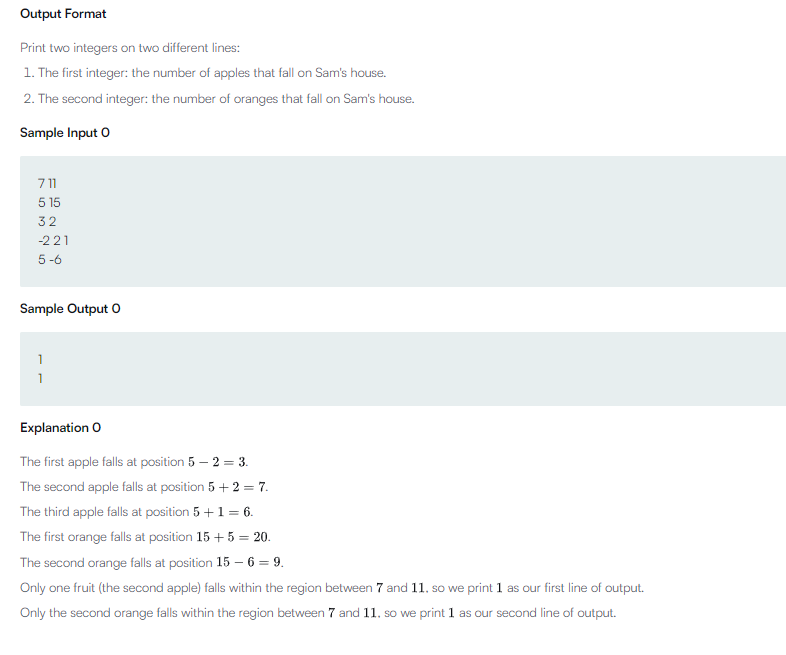 Output Format
Print two integers on two different lines:
1. The first integer: the number of apples that fall on Sam's house.
2. The second integer: the number of oranges that fall on Sam's house.
Sample Input 0
7 11
5 15
3 2
-2 2 1
5 -6
Sample Output 0
1
1
Explanation 0
The first apple falls at position 5 − 2 = 3.
The second apple falls at position 5 + 2 = 7.
The third apple falls at position 5 + 1 = 6.
The first orange falls at position 15 + 5 = 20.
The second orange falls at position 15 − 6 = 9.
Only one fruit (the second apple) falls within the region between 7 and 11, so we print 1 as our first line of output.
Only the second orange falls within the region between 7 and 11, so we print 1 as our second line of output.